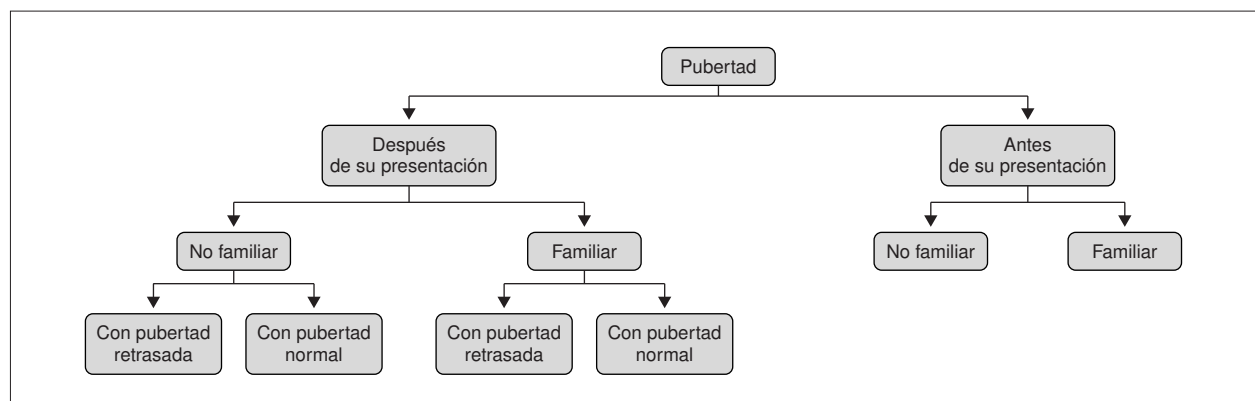 Pubertad
Después
de su presentación
Antes
de su presentación
No familiar
Familiar
No familiar
Familiar
Con pubertad
retrasada
Con pubertad
normal
Con pubertad
retrasada
Con pubertad
normal